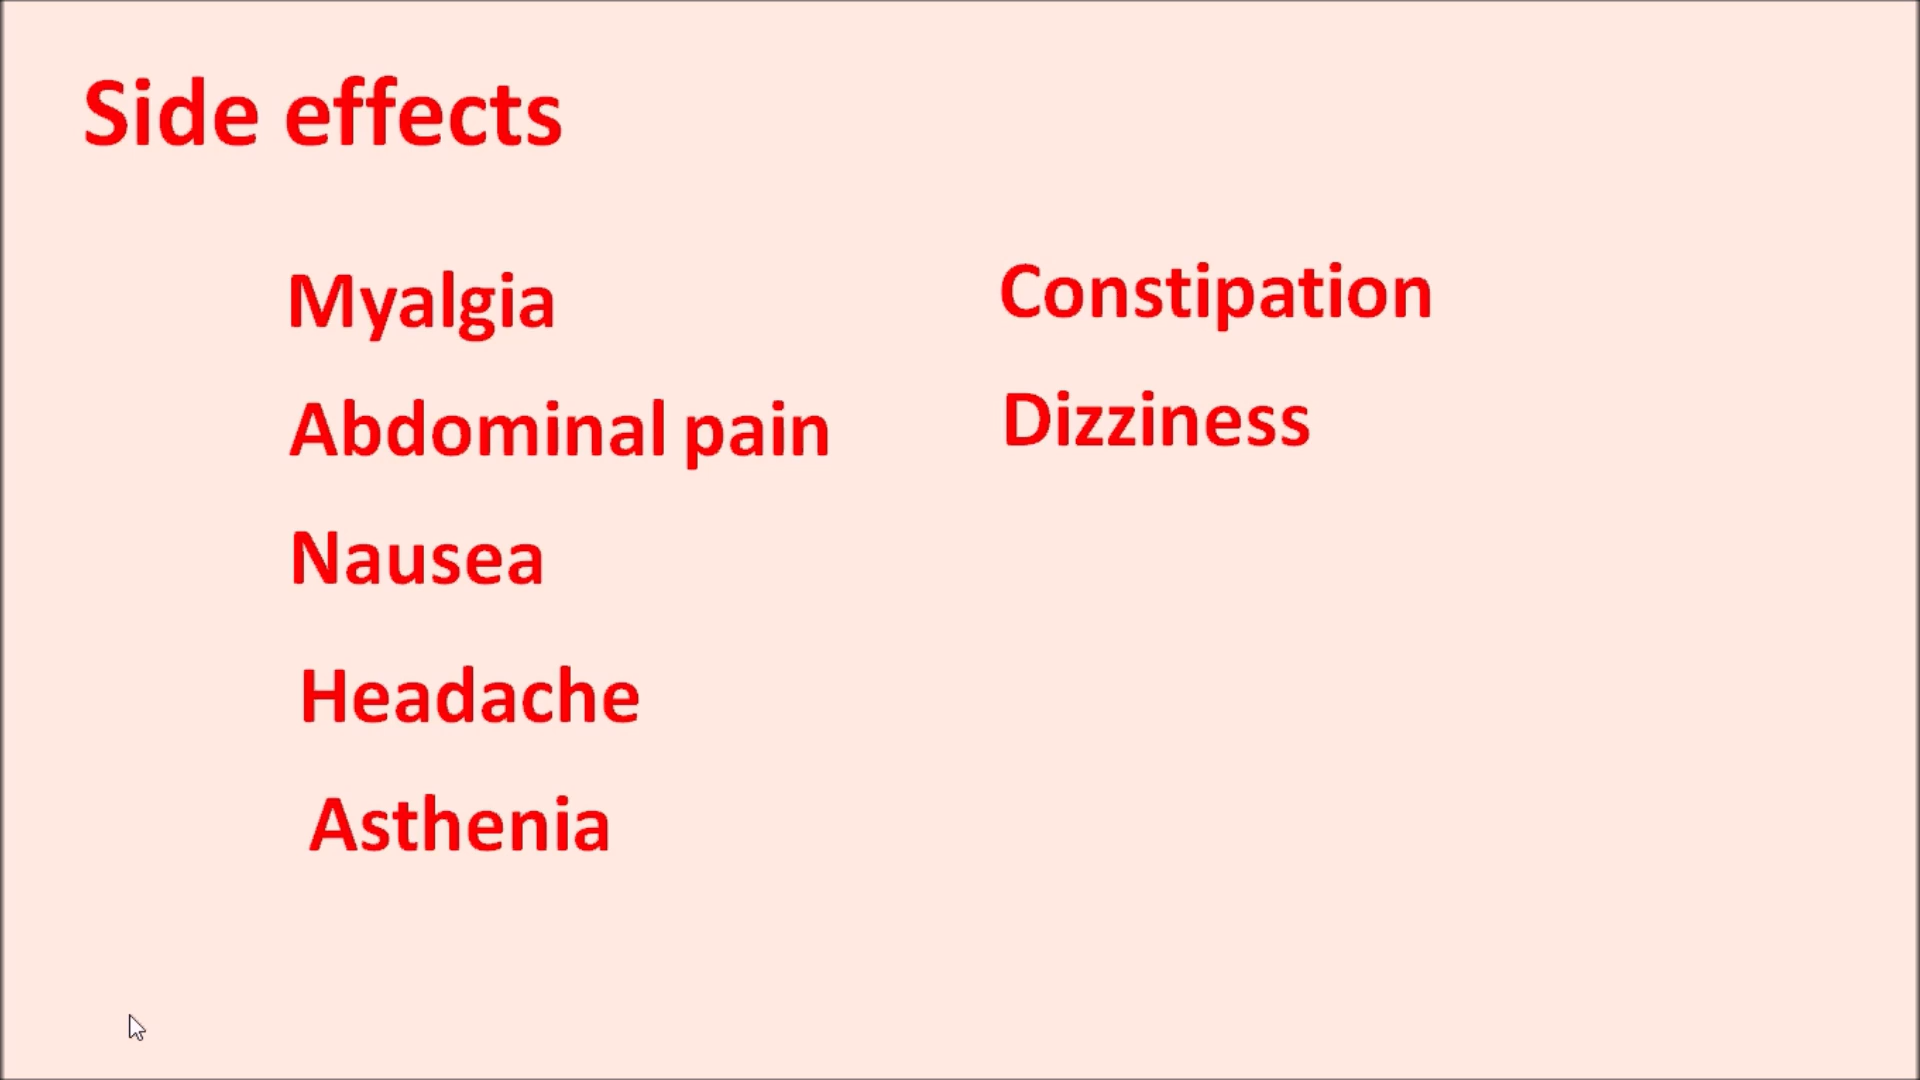 Side effects
Myalgia
Abdominal pain
Nausea
Headache
Asthenia
Constipation
Dizziness